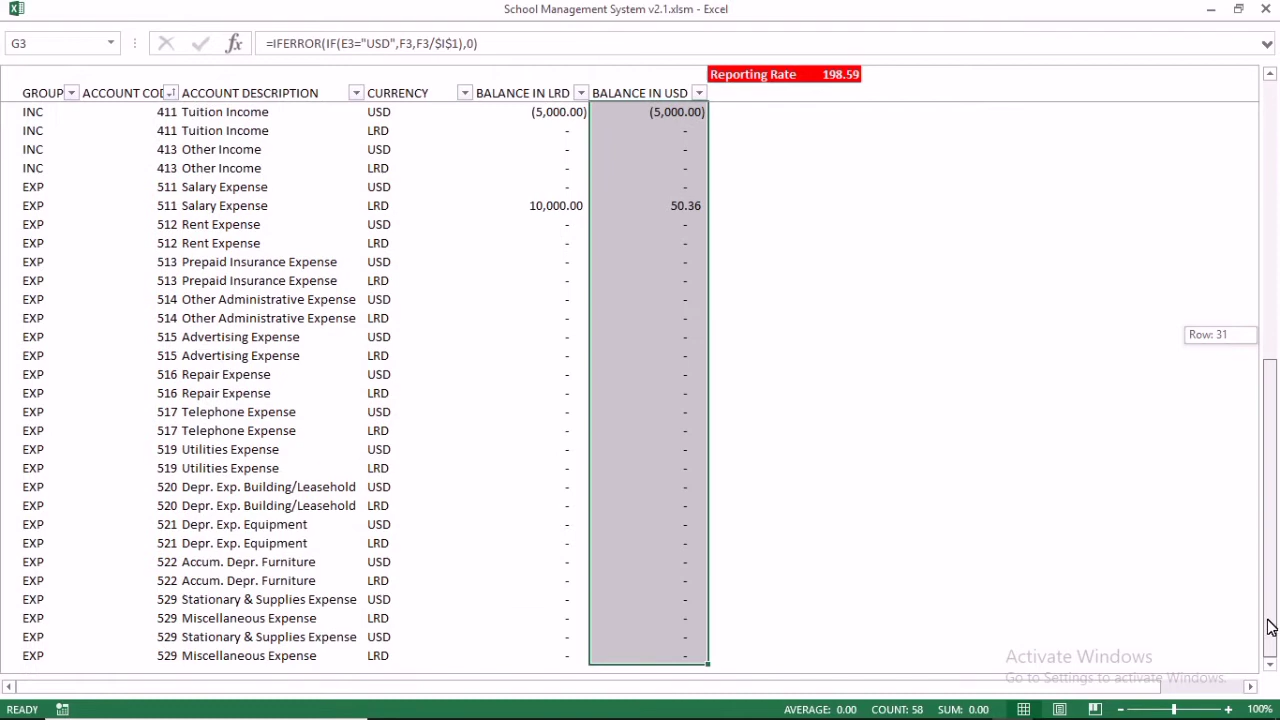 School Management System v2.1.xlsm - Excel
G3 =IFERROR(IF(E3="USD",F3,F3/$I$1),0)
Reporting Rate 198.59
GROUP ACCOUNT COD ACCOUNT DESCRIPTION CURRENCY BALANCE IN LRD BALANCE IN USD
INC 411 Tuition Income USD (5,000.00) (5,000.00)
INC 411 Tuition Income LRD - -
INC 413 Other Income USD - -
INC 413 Other Income LRD - -
EXP 511 Salary Expense USD - -
EXP 511 Salary Expense LRD 10,000.00 50.36
EXP 512 Rent Expense USD - -
EXP 512 Rent Expense LRD - -
EXP 513 Prepaid Insurance Expense USD - -
EXP 513 Prepaid Insurance Expense LRD - -
EXP 514 Other Administrative Expense USD - -
EXP 514 Other Administrative Expense LRD - -
EXP 515 Advertising Expense USD - -
EXP 515 Advertising Expense LRD - -
EXP 516 Repair Expense USD - -
EXP 516 Repair Expense LRD - -
EXP 517 Telephone Expense USD - -
EXP 517 Telephone Expense LRD - -
EXP 519 Utilities Expense USD - -
EXP 519 Utilities Expense LRD - -
EXP 520 Depr. Exp. Building/Leasehold USD - -
EXP 520 Depr. Exp. Building/Leasehold LRD - -
EXP 521 Depr. Exp. Equipment USD - -
EXP 521 Depr. Exp. Equipment LRD - -
EXP 522 Accum. Depr. Furniture USD - -
EXP 522 Accum. Depr. Furniture LRD - -
EXP 529 Stationary & Supplies Expense USD - -
EXP 529 Miscellaneous Expense LRD - -
EXP 529 Stationary & Supplies Expense USD - -
EXP 529 Miscellaneous Expense LRD - -
Row: 31
Activate Windows
Go to Settings to activate Windows.
READY AVERAGE: 0.00 COUNT: 58 SUM: 0.00 100%